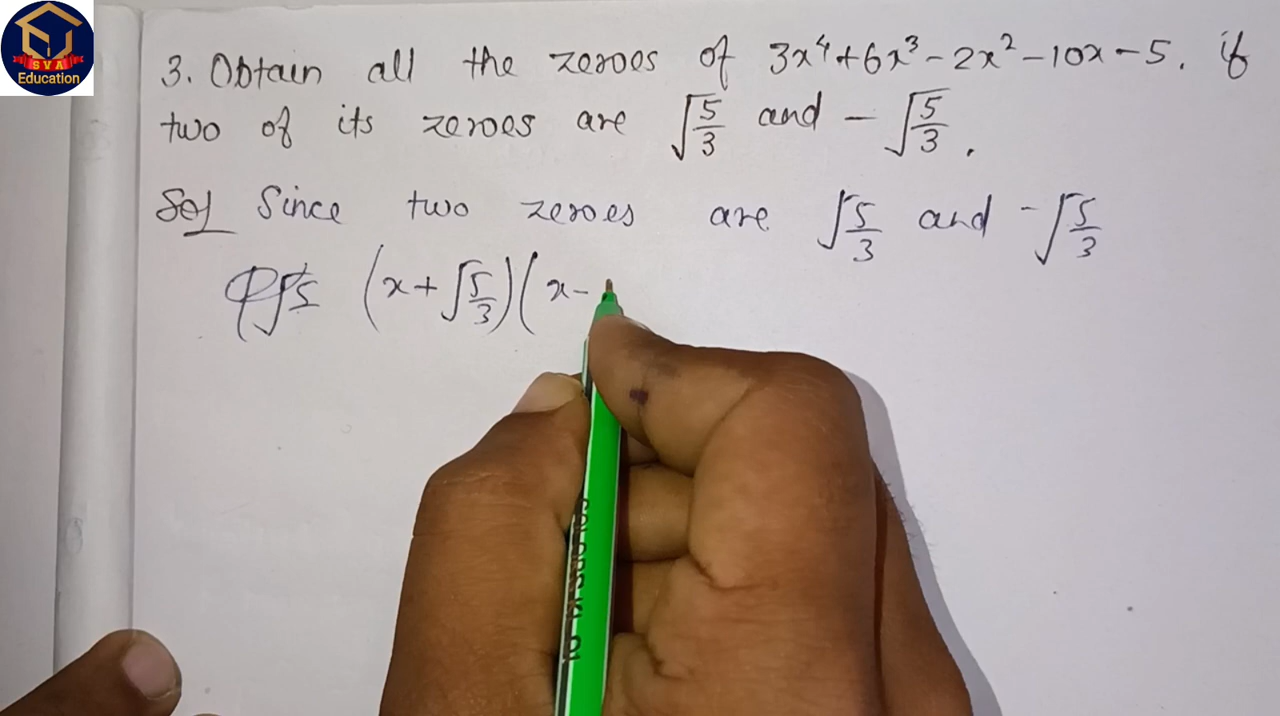 SVA
Education
3. Obtain all the zeroes of 3x⁴+6x³-2x²-10x-5. if
two of its zeroes are √5/3 and -√5/3.
Sol Since two zeroes are √5/3 and -√5/3
(x+√5/3)(x-